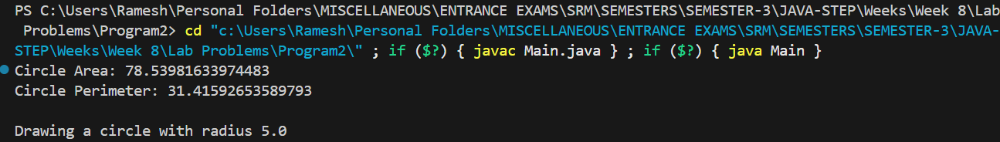 PS C:\Users\Ramesh\Personal Folders\MISCELLANEOUS\ENTRANCE EXAMS\SRM\SEMESTERS\SEMESTER-3\JAVA-STEP\Weeks\Week 8\Lab
Problems\Program2> cd "c:\Users\Ramesh\Personal Folders\MISCELLANEOUS\ENTRANCE EXAMS\SRM\SEMESTERS\SEMESTER-3\JAVA-
STEP\Weeks\Week 8\Lab Problems\Program2\" ; if ($?) { javac Main.java } ; if ($?) { java Main }
Circle Area: 78.53981633974483
Circle Perimeter: 31.41592653589793
Drawing a circle with radius 5.0